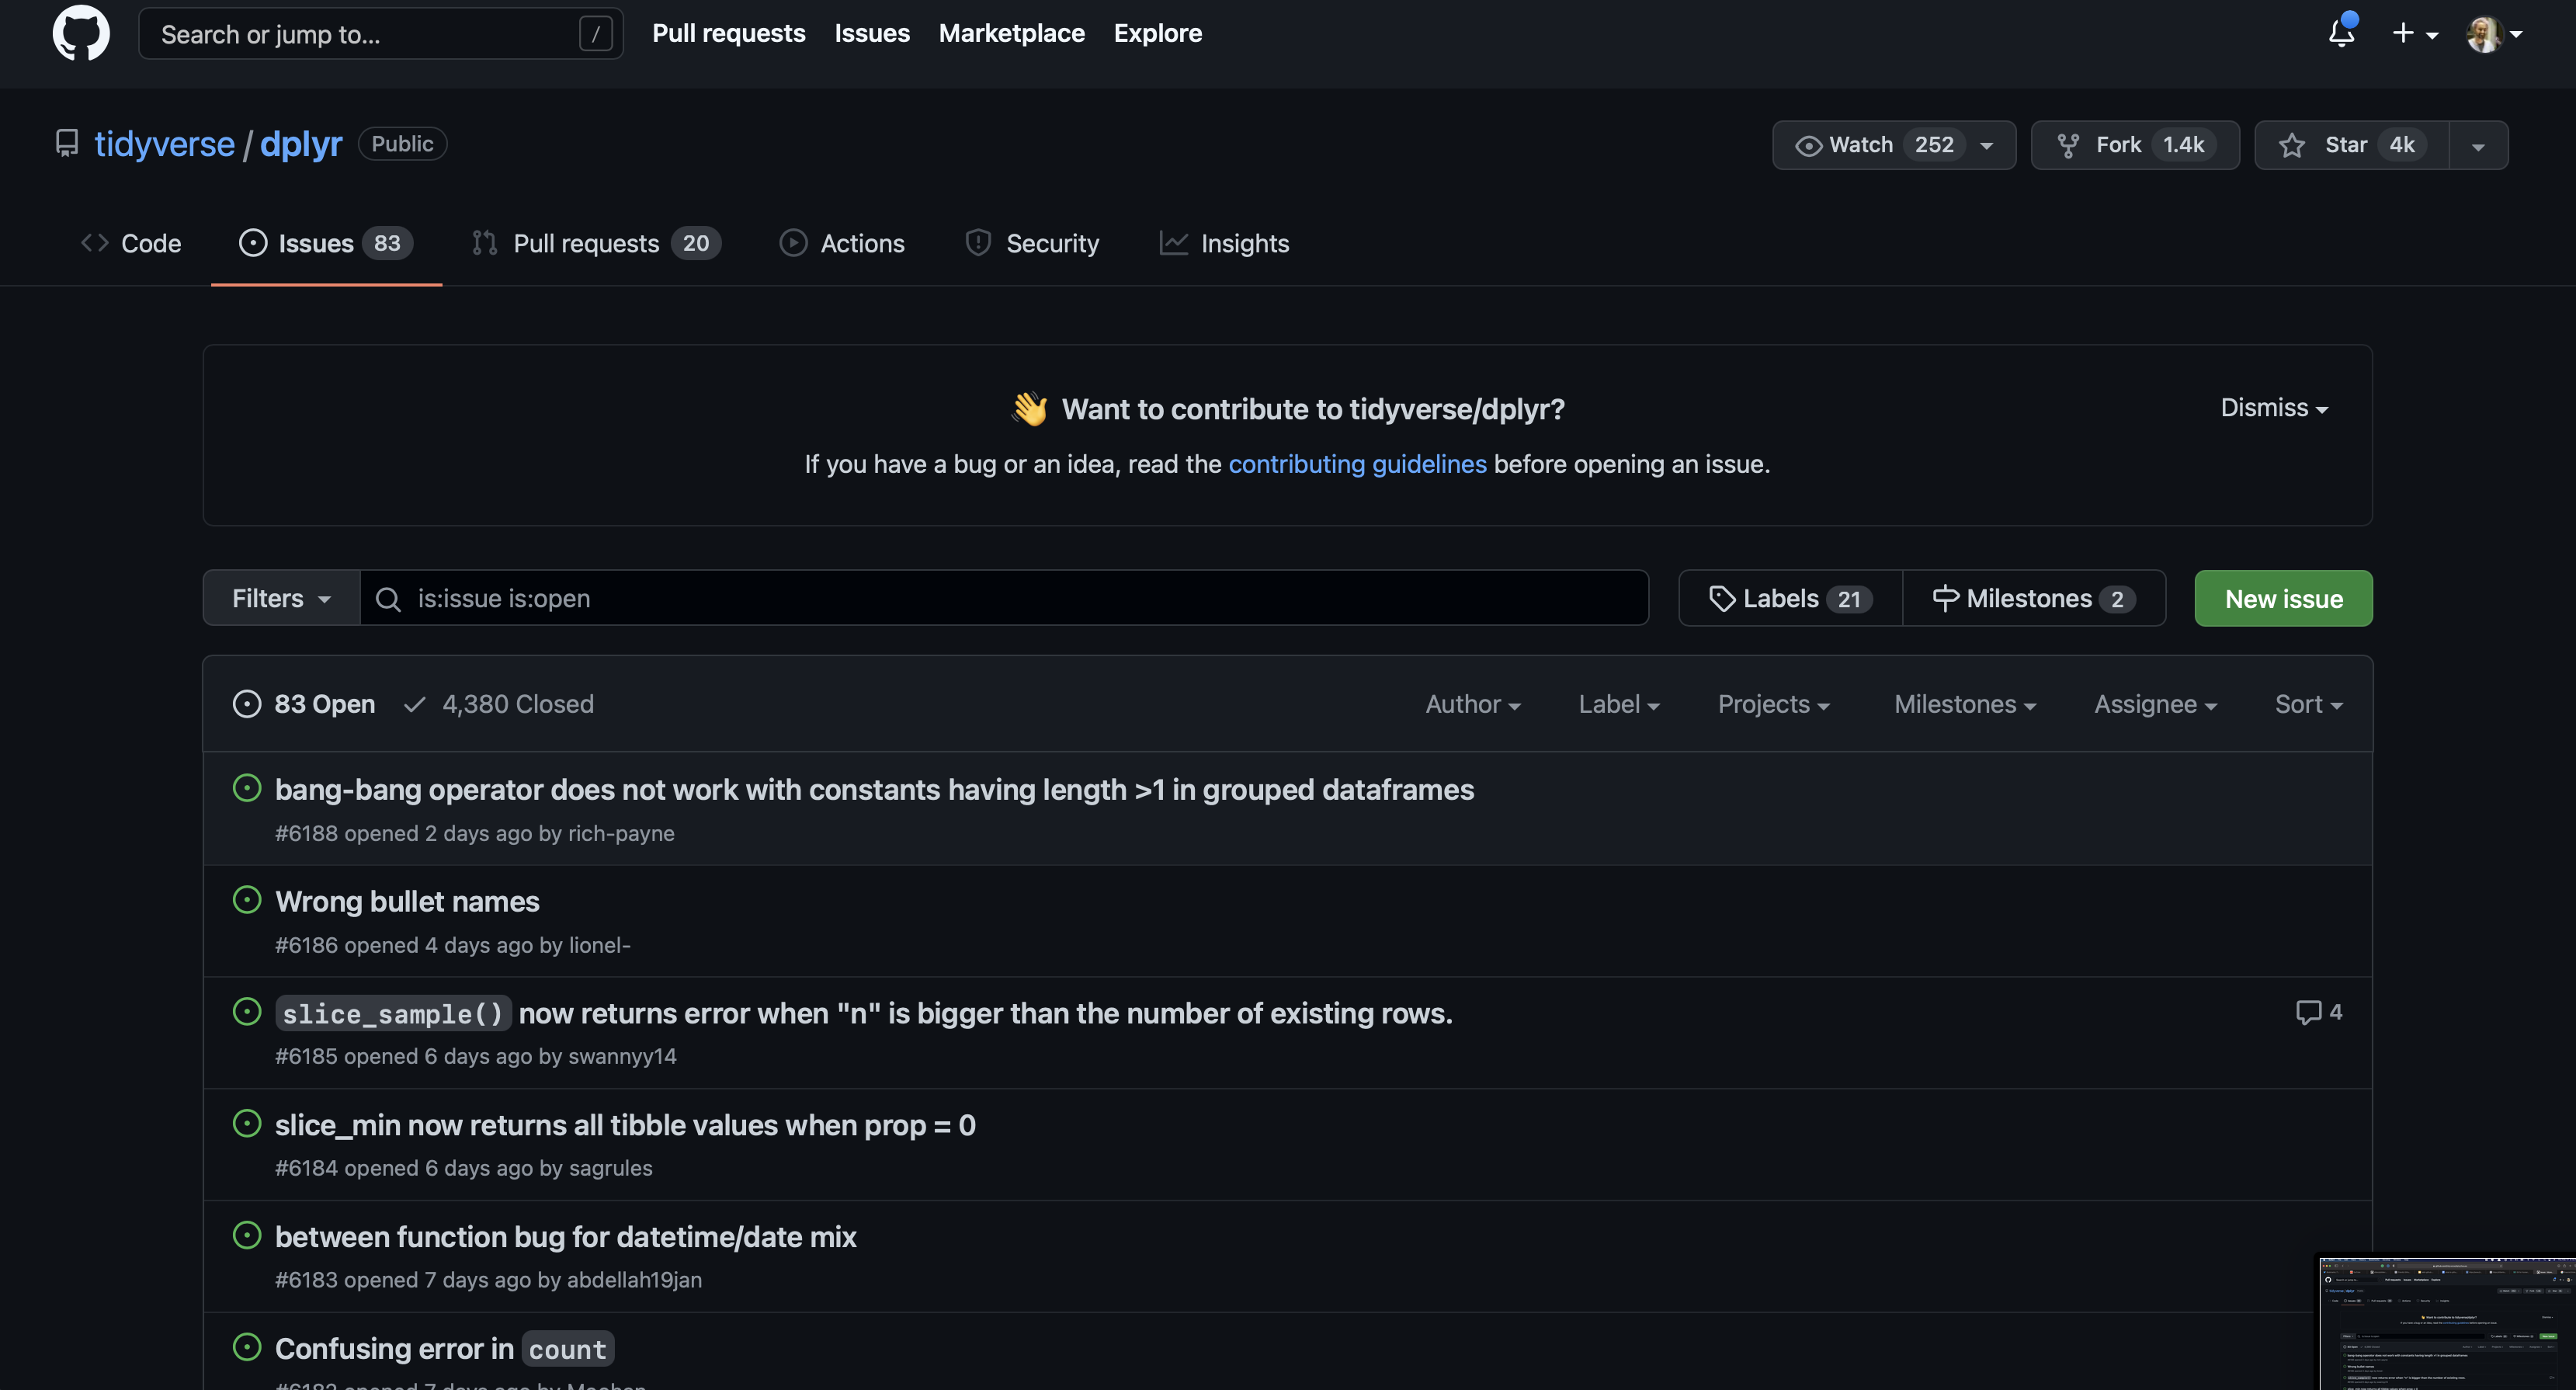 Search or jump to... /
Pull requests Issues Marketplace Explore
tidyverse / dplyr Public
Watch 252 Fork 1.4k Star 4k
Code Issues 83 Pull requests 20 Actions Security Insights
👋 Want to contribute to tidyverse/dplyr?
Dismiss
If you have a bug or an idea, read the contributing guidelines before opening an issue.
Filters is:issue is:open Labels 21 Milestones 2 New issue
83 Open 4,380 Closed Author Label Projects Milestones Assignee Sort
bang-bang operator does not work with constants having length >1 in grouped dataframes
#6188 opened 2 days ago by rich-payne
Wrong bullet names
#6186 opened 4 days ago by lionel-
slice_sample() now returns error when "n" is bigger than the number of existing rows. 4
#6185 opened 6 days ago by swannyy14
slice_min now returns all tibble values when prop = 0
#6184 opened 6 days ago by sagrules
between function bug for datetime/date mix
#6183 opened 7 days ago by abdellah19jan
Confusing error in count
#6182 opened 7 days ago by